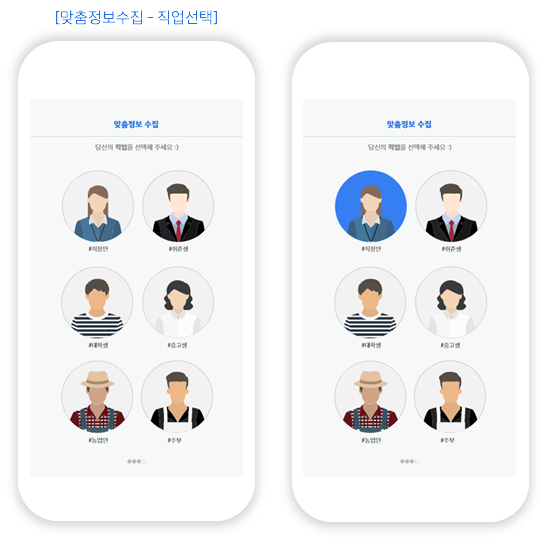 [맞춤정보수집 - 직업선택]
맞춤정보 수집
당신의 직업을 선택해 주세요 :)
#직장인
#취준생
#대학생
#중고생
#농업인
#주부
맞춤정보 수집
당신의 직업을 선택해 주세요 :)
#직장인
#취준생
#대학생
#중고생
#농업인
#주부